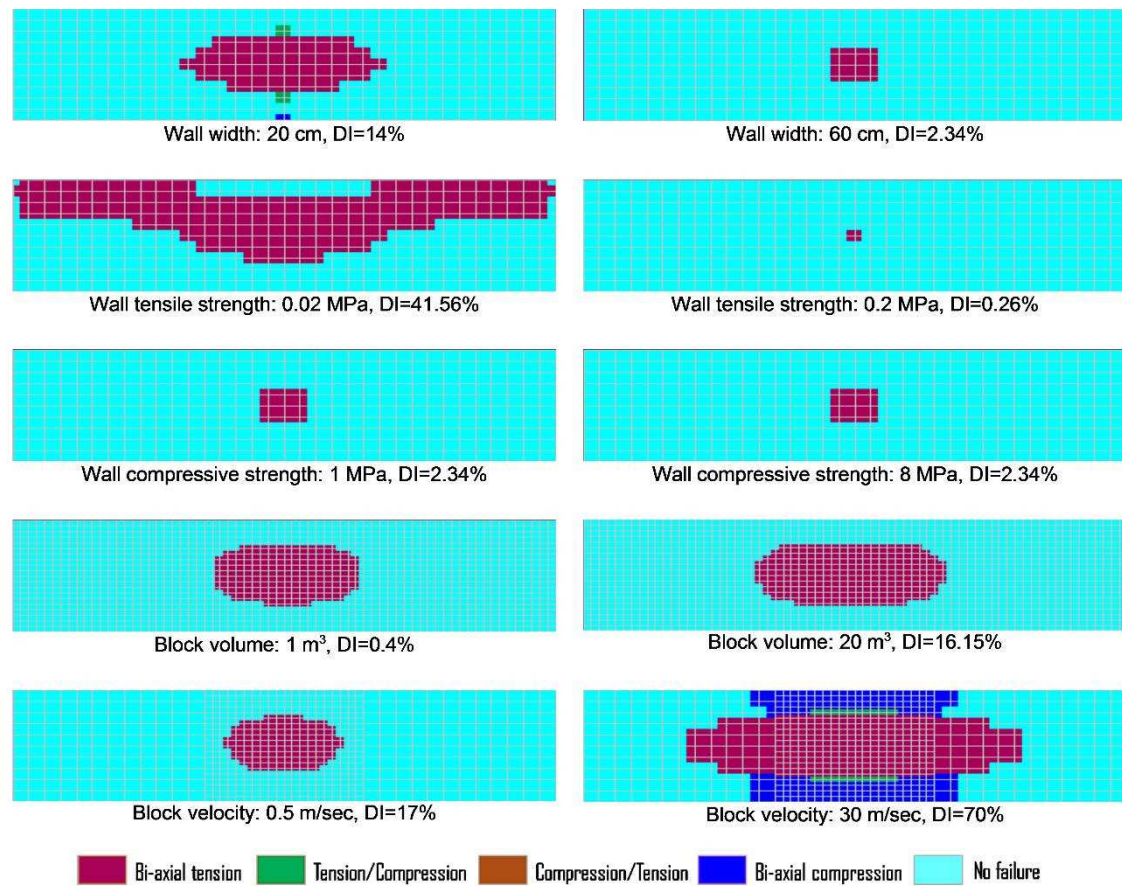 Wall width: 20 cm, DI=14%
Wall width: 60 cm, DI=2.34%
Wall tensile strength: 0.02 MPa, DI=41.56%
Wall tensile strength: 0.2 MPa, DI=0.26%
Wall compressive strength: 1 MPa, DI=2.34%
Wall compressive strength: 8 MPa, DI=2.34%
Block volume: 1 m³, DI=0.4%
Block volume: 20 m³, DI=16.15%
Block velocity: 0.5 m/sec, DI=17%
Block velocity: 30 m/sec, DI=70%
Bi-axial tension Tension/Compression Compression/Tension Bi-axial compression No failure